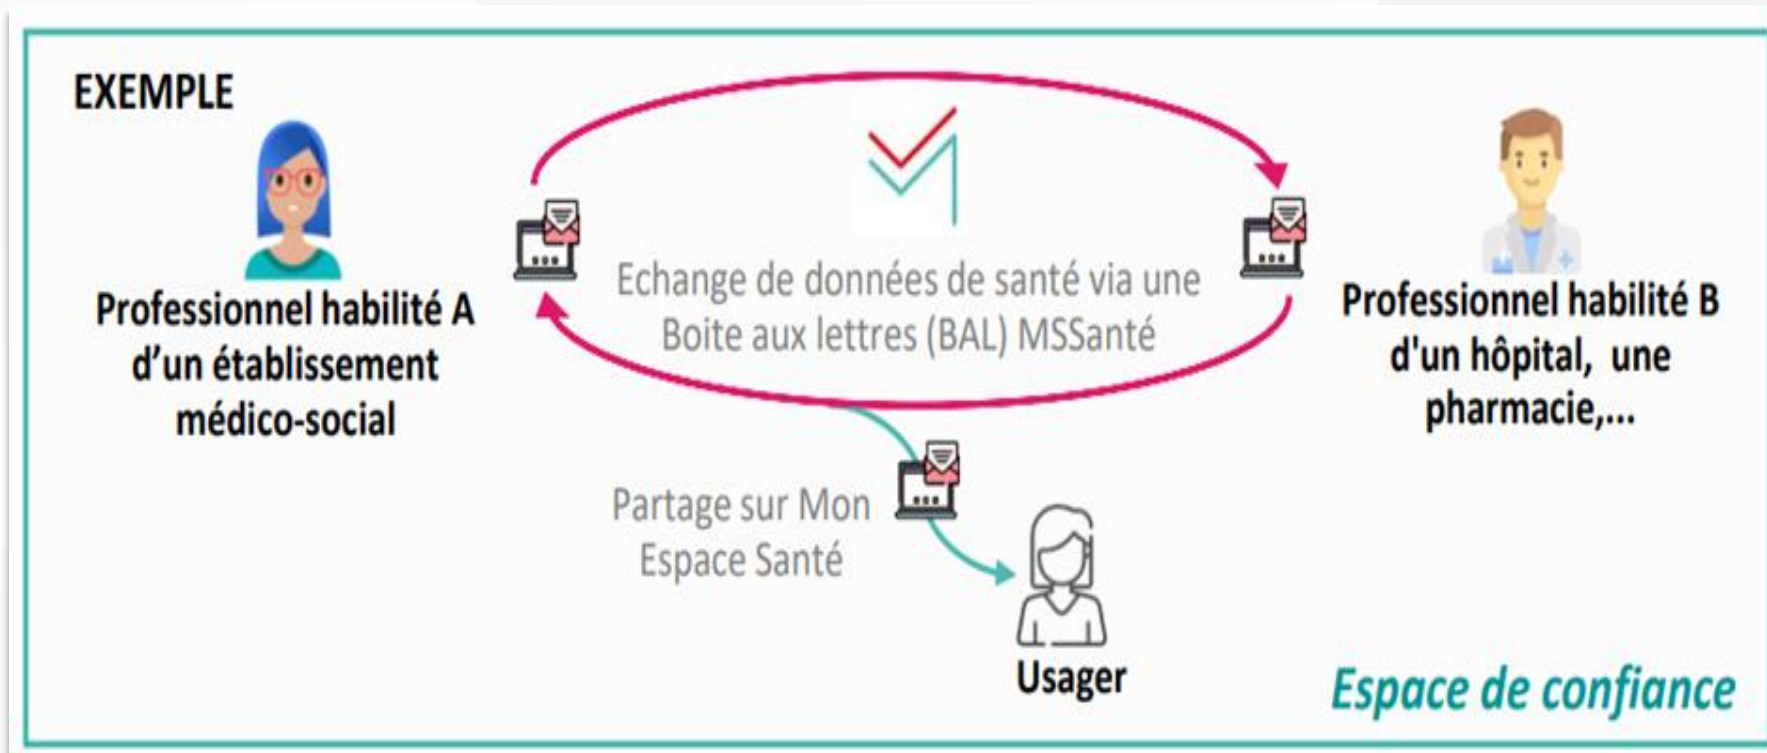 EXEMPLE
Professionnel habilité A
d’un établissement
médico-social
Echange de données de santé via une
Boite aux lettres (BAL) MSSanté
Professionnel habilité B
d'un hôpital, une
pharmacie,...
Partage sur Mon
Espace Santé
Usager
Espace de confiance